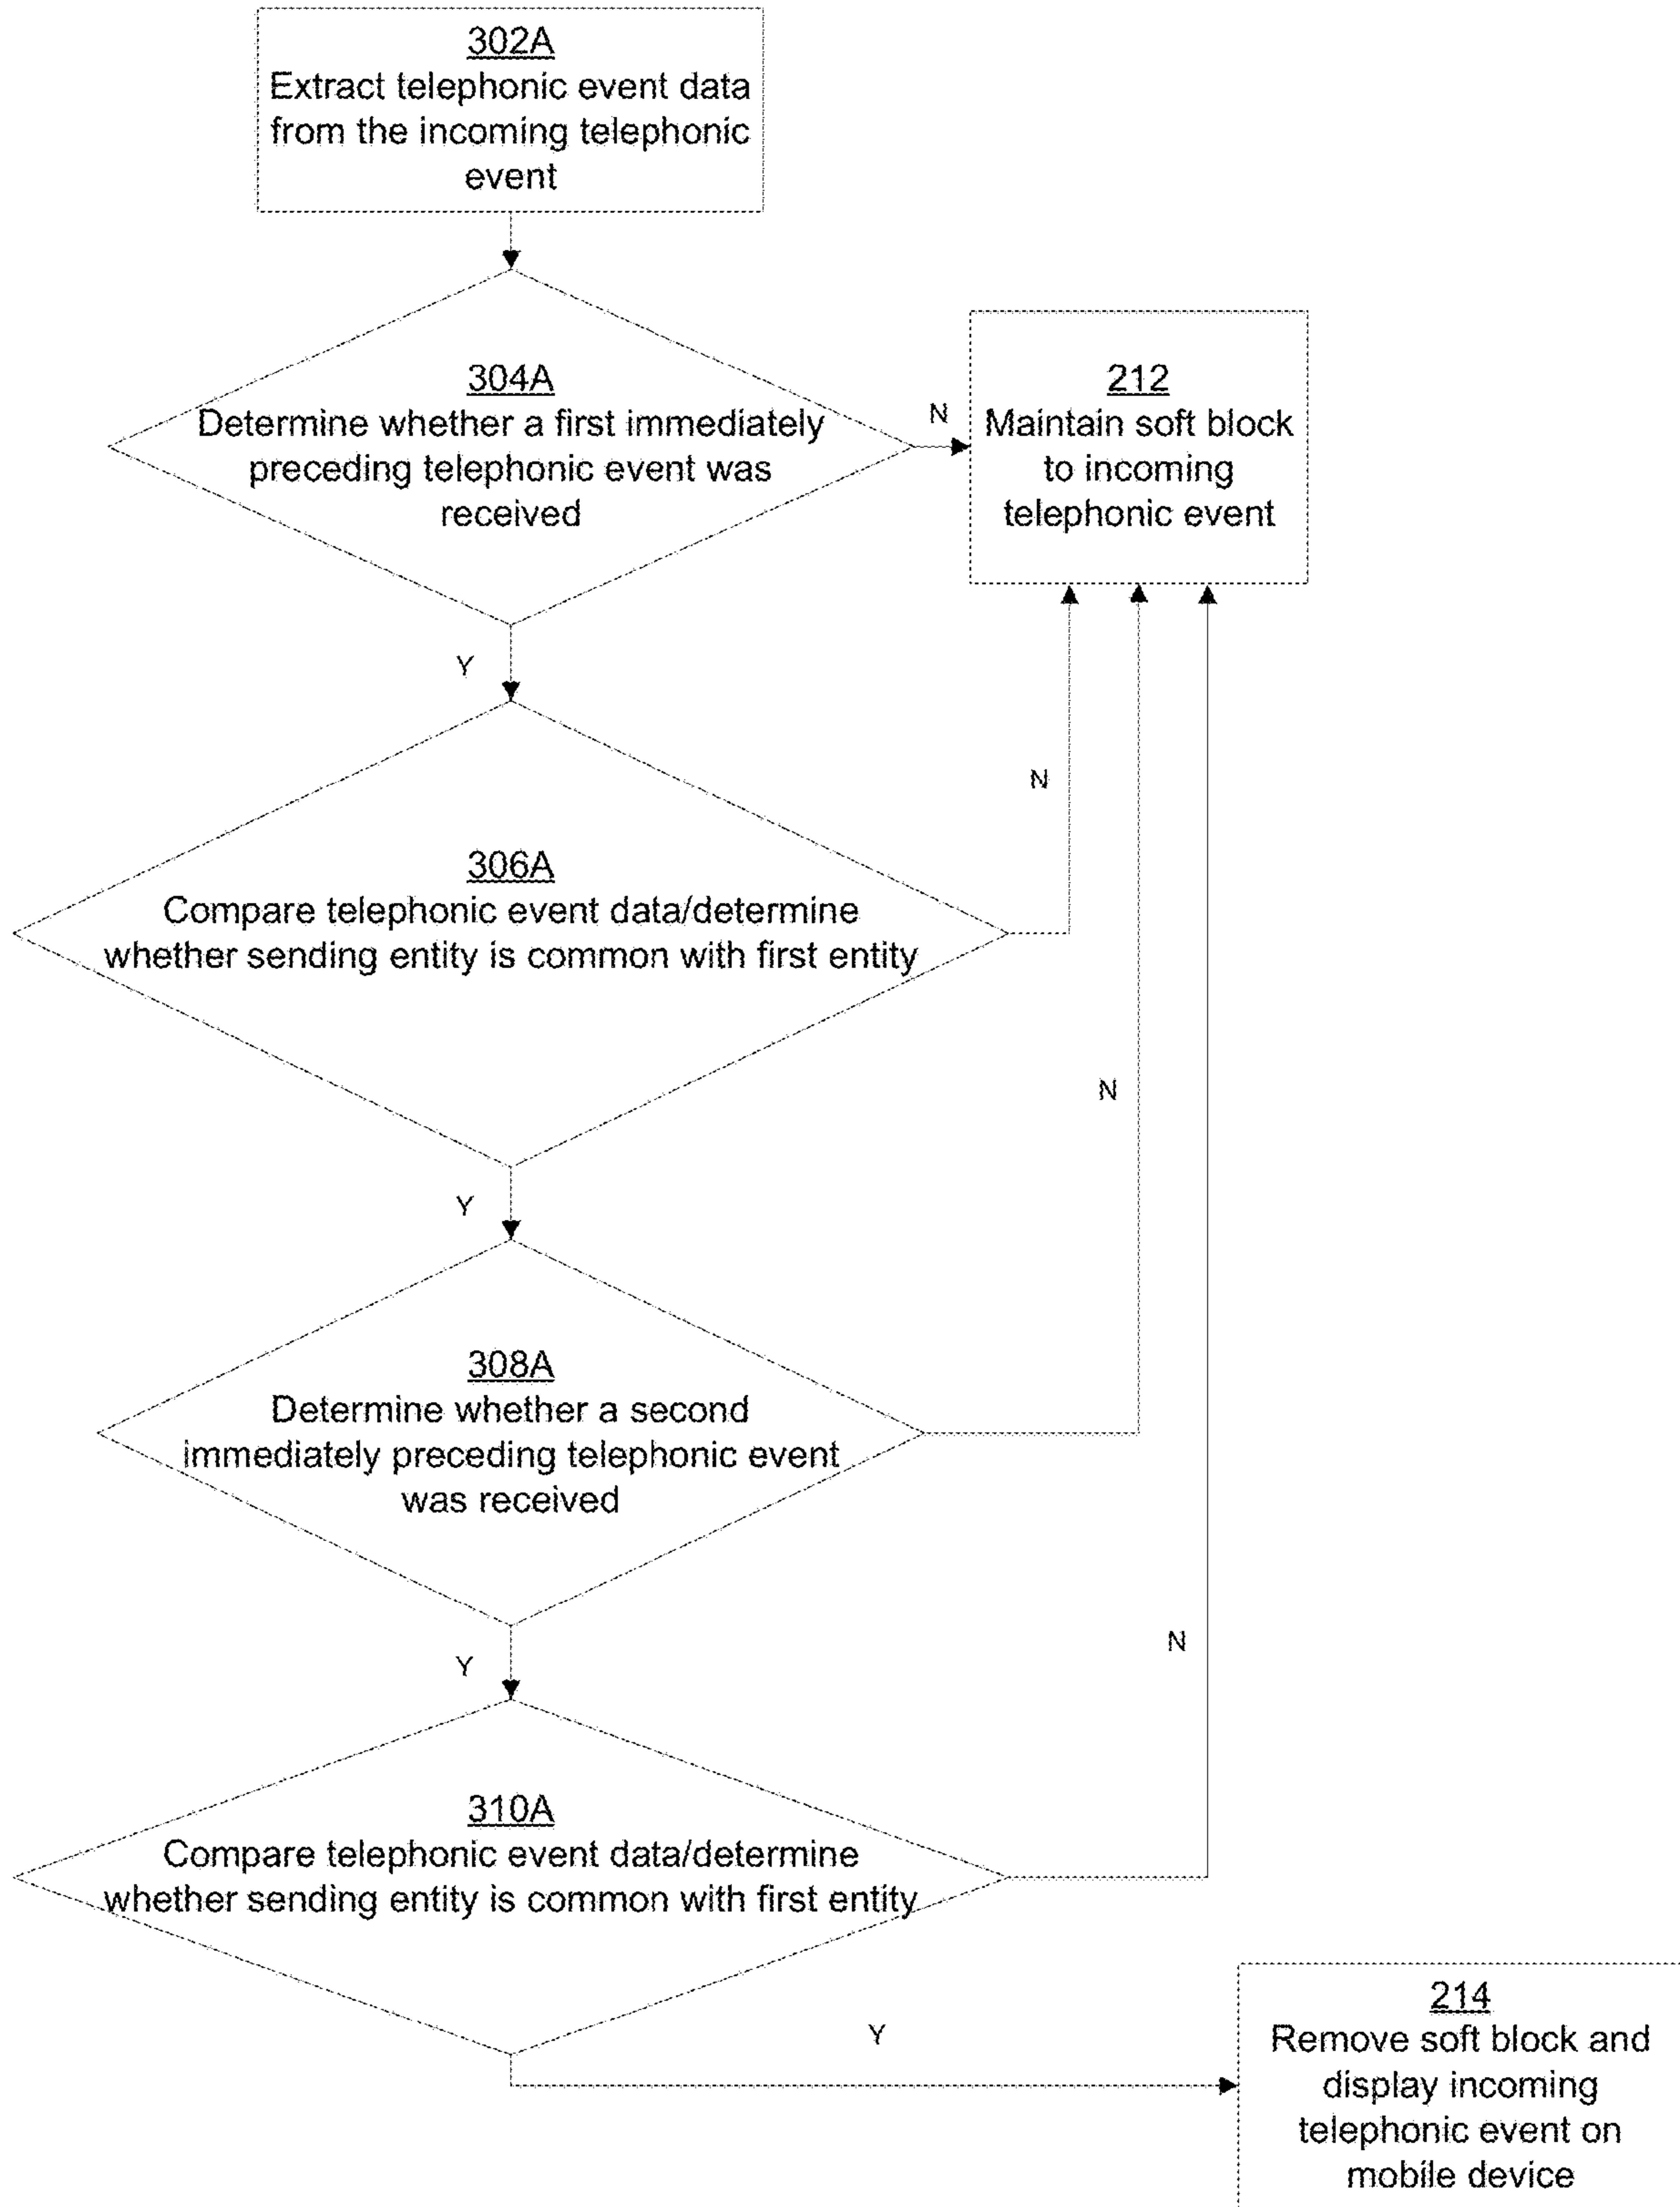 302A
Extract telephonic event data
from the incoming telephonic
event
304A
Determine whether a first immediately
preceding telephonic event was
received
N
212
Maintain soft block
to incoming
telephonic event
Y
306A
Compare telephonic event data/determine
whether sending entity is common with first entity
N
Y
308A
Determine whether a second
immediately preceding telephonic event
was received
N
Y
310A
Compare telephonic event data/determine
whether sending entity is common with first entity
N
Y
214
Remove soft block and
display incoming
telephonic event on
mobile device